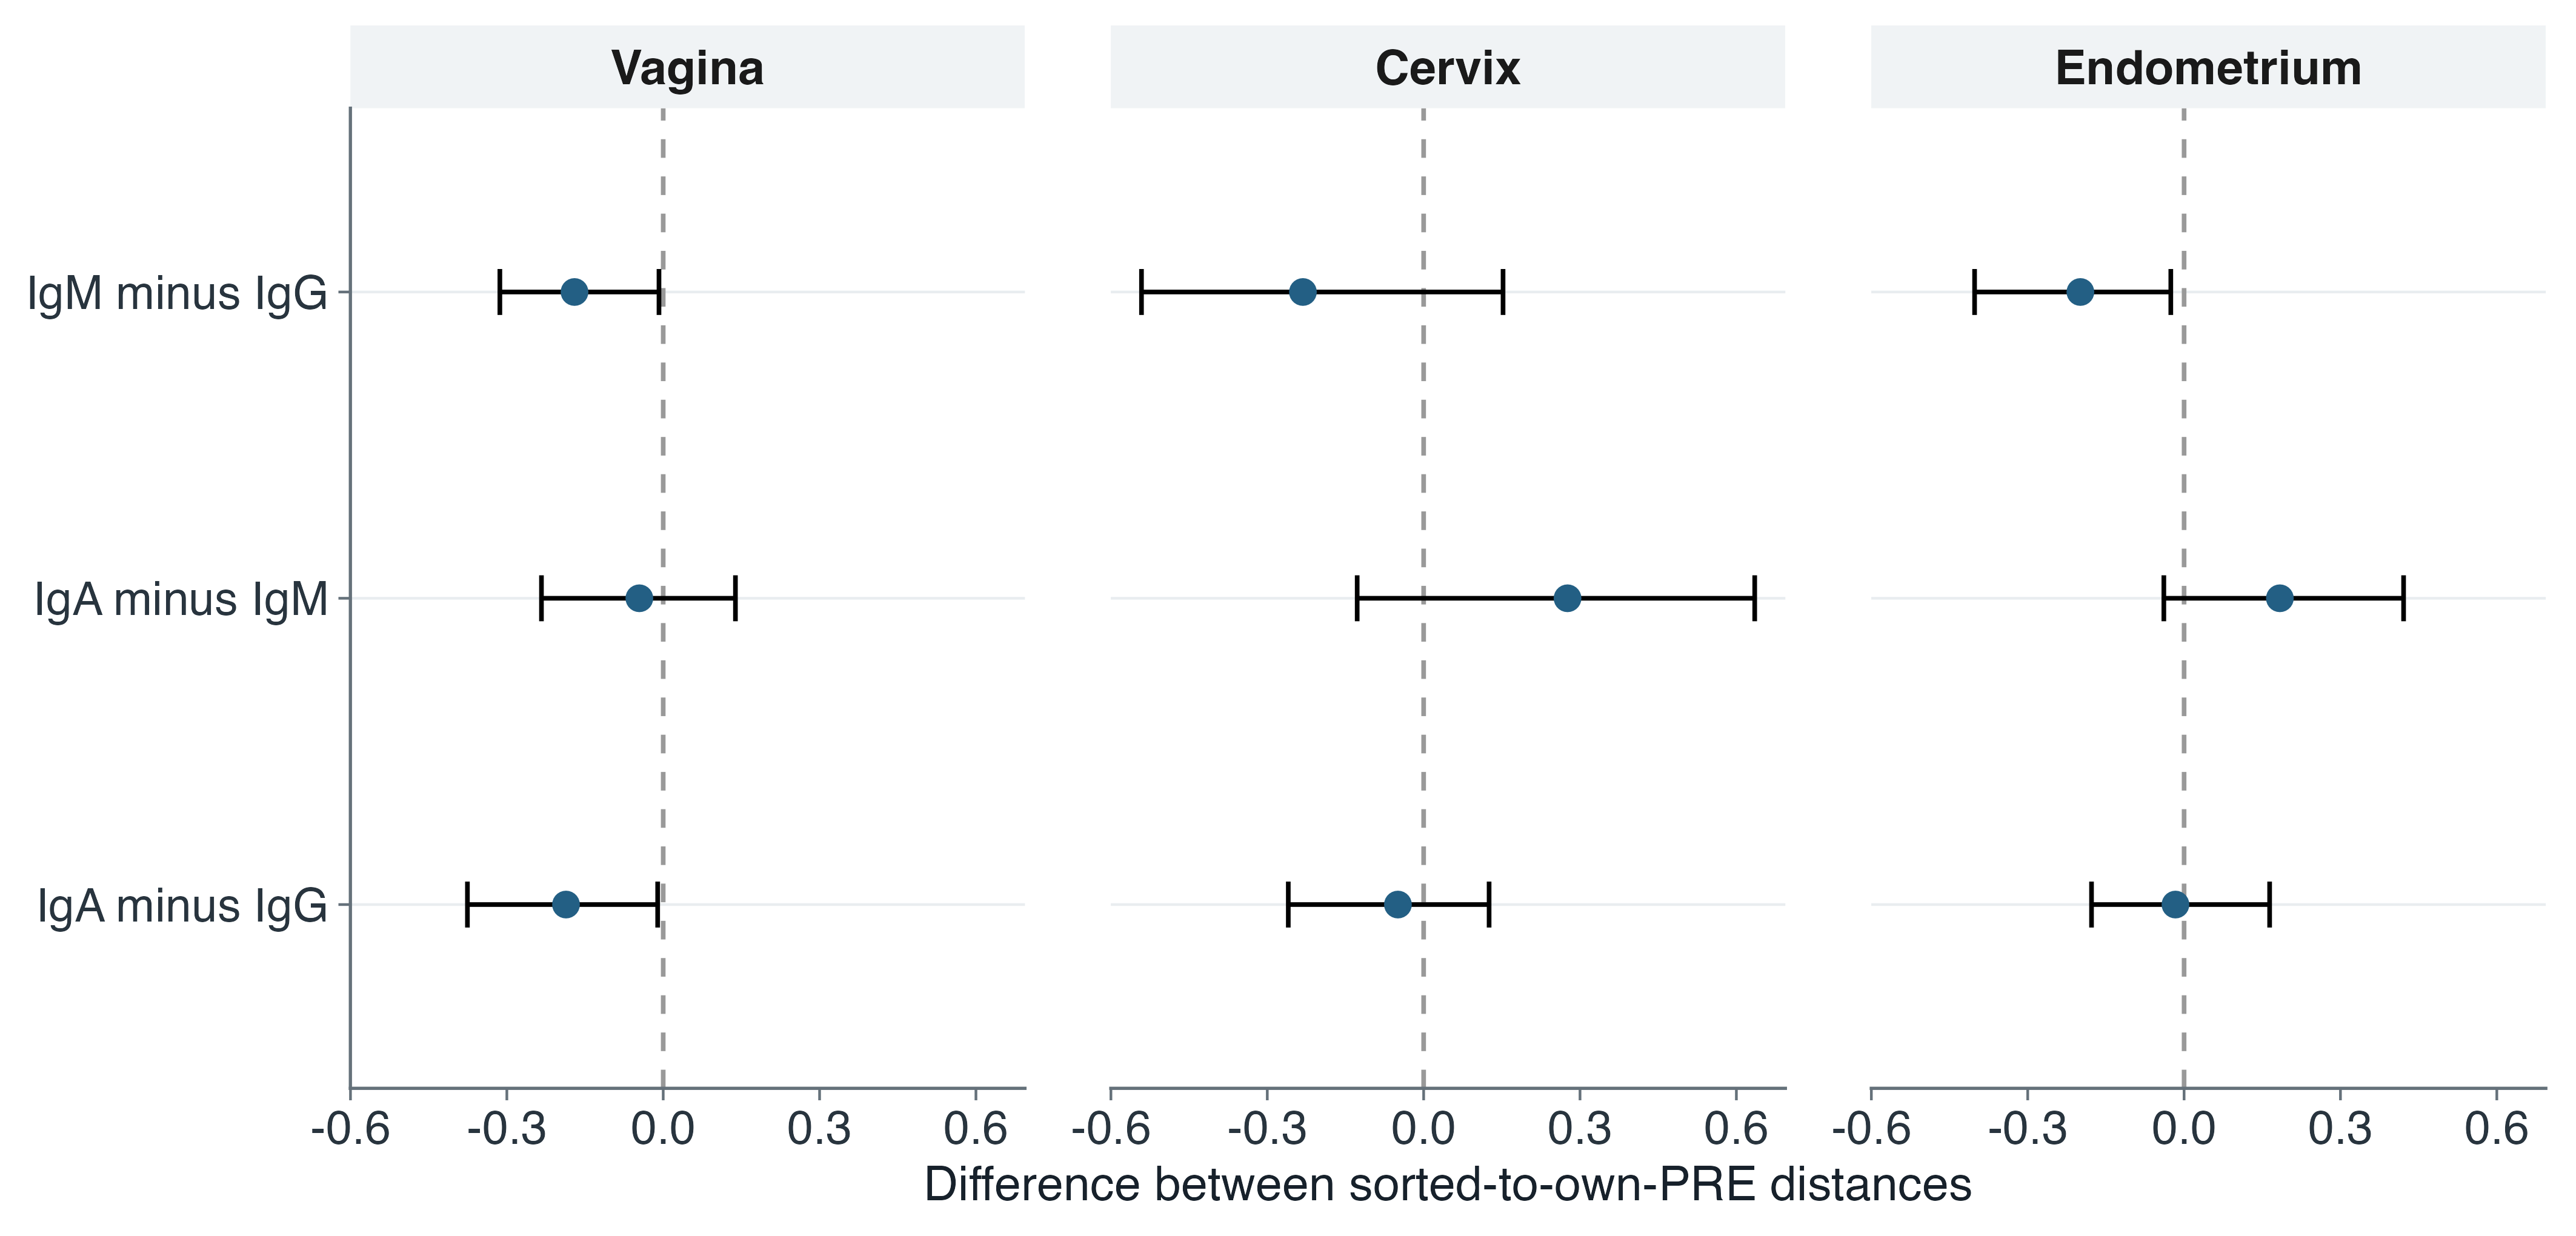 Vagina
Cervix
Endometrium
IgM minus IgG
IgA minus IgM
IgA minus IgG
-0.6 -0.3 0.0 0.3 0.6 -0.6 -0.3 0.0 0.3 0.6 -0.6 -0.3 0.0 0.3 0.6
Difference between sorted-to-own-PRE distances